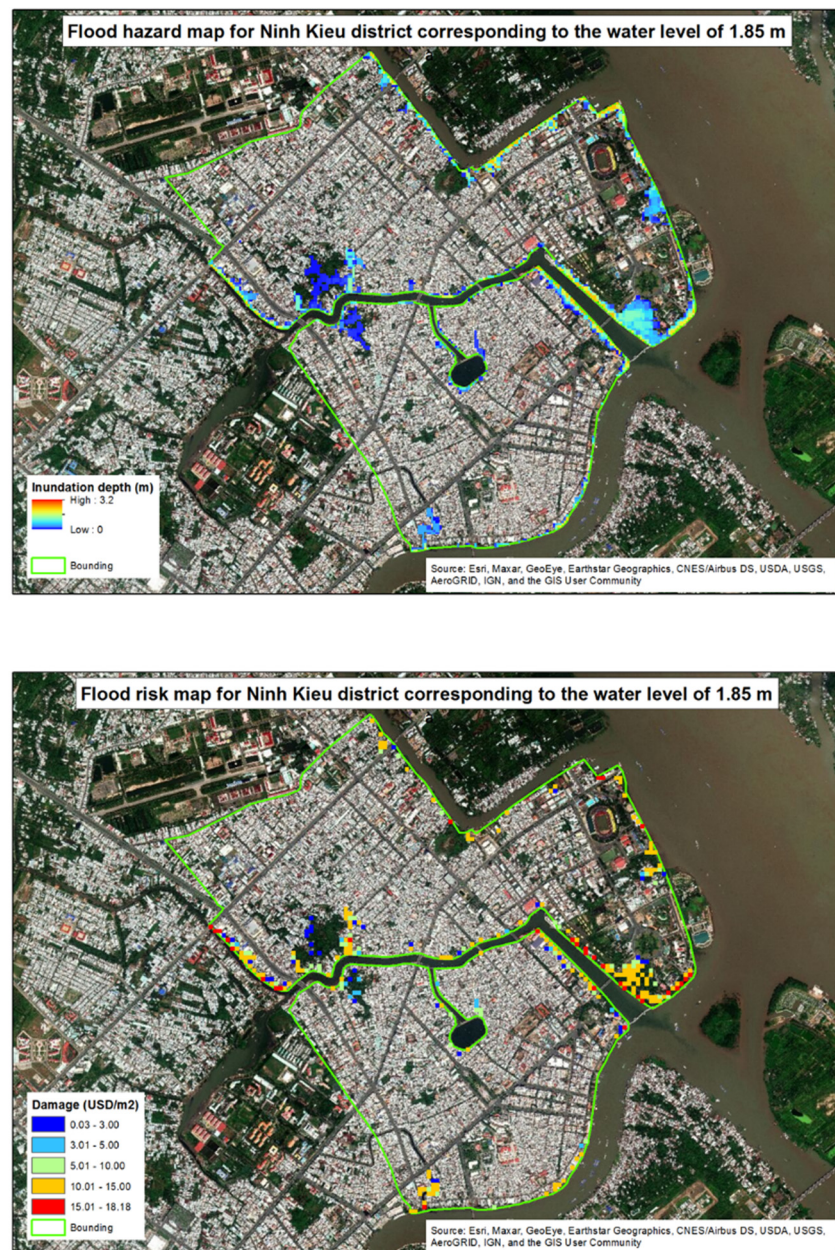 Flood hazard map for Ninh Kieu district corresponding to the water level of 1.85 m
Inundation depth (m)
High : 3.2
Low : 0
Bounding
Source: Esri, Maxar, GeoEye, Earthstar Geographics, CNES/Airbus DS, USDA, USGS,
AeroGRID, IGN, and the GIS User Community
Flood risk map for Ninh Kieu district corresponding to the water level of 1.85 m
Damage (USD/m2)
0.03 - 3.00
3.01 - 5.00
5.01 - 10.00
10.01 - 15.00
15.01 - 18.18
Bounding
Source: Esri, Maxar, GeoEye, Earthstar Geographics, CNES/Airbus DS, USDA, USGS,
AeroGRID, IGN, and the GIS User Community